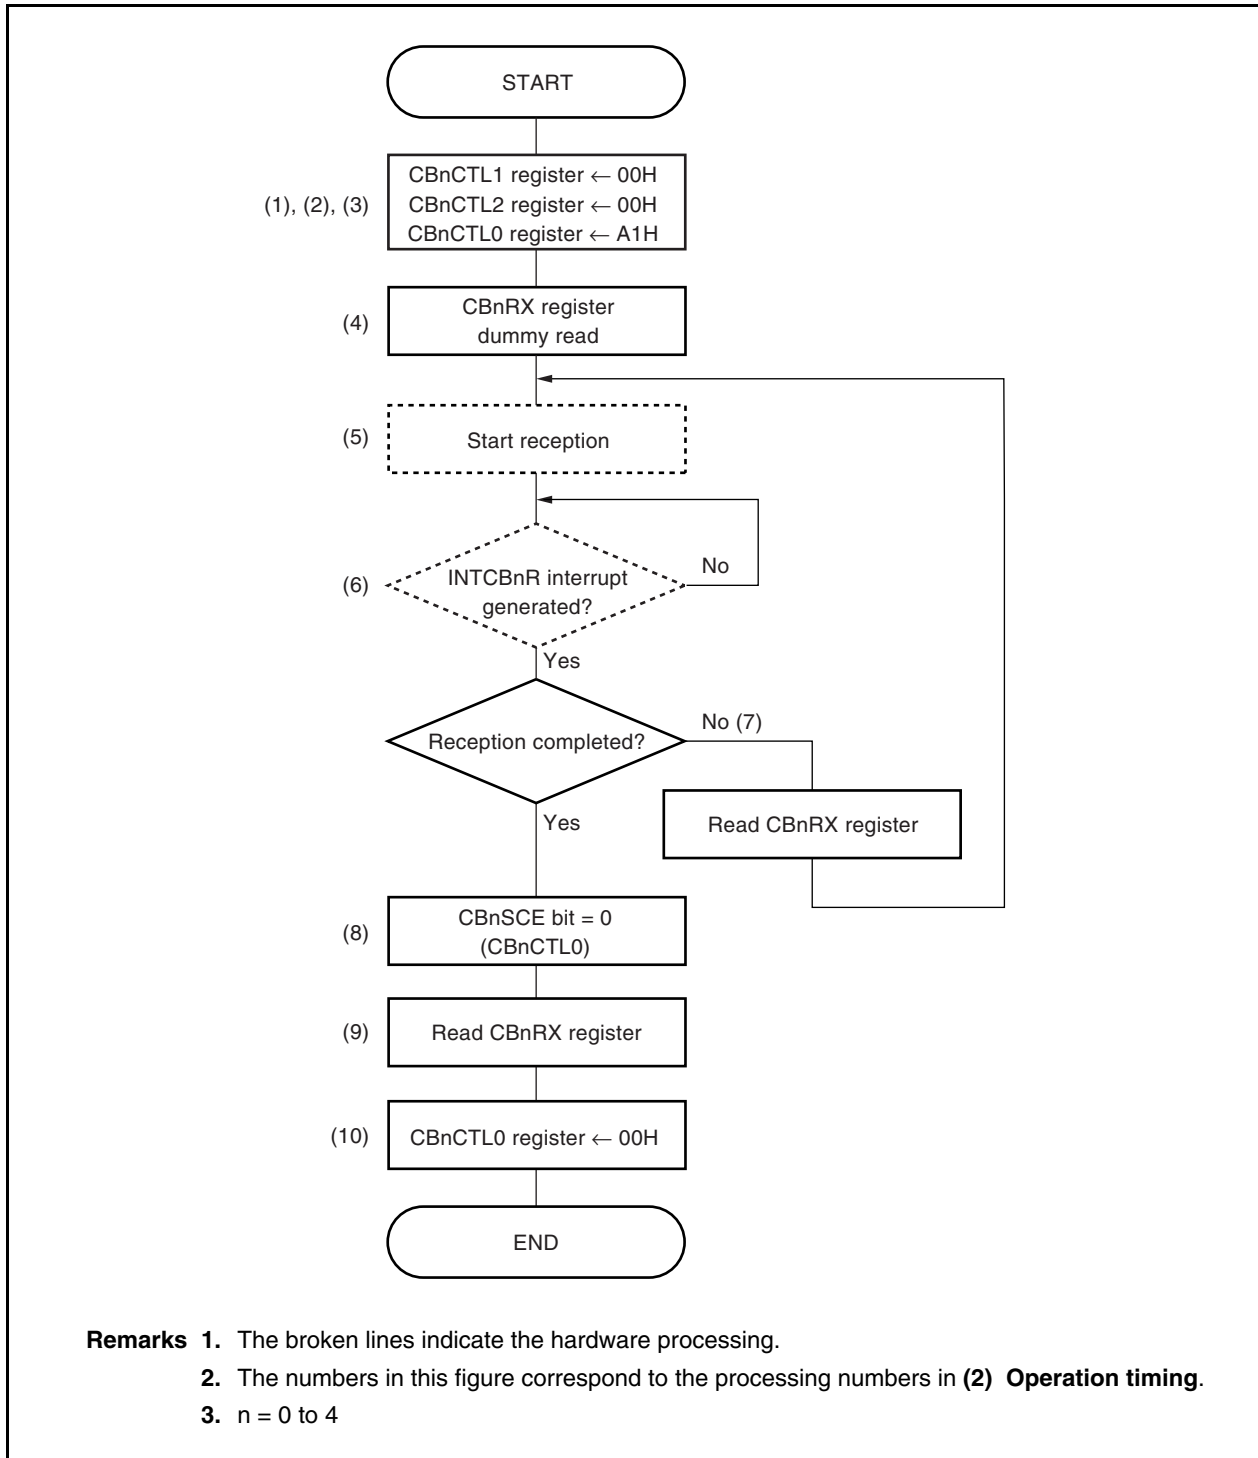 START
CBnCTL1 register ← 00H
(1), (2), (3) CBnCTL2 register ← 00H
CBnCTL0 register ← A1H
CBnRX register
(4)
dummy read
(5) Start reception
INTCBnR interrupt
generated?
(6)
No
Yes
Reception completed?
No (7)
Read CBnRX register
Yes
CBnSCE bit = 0
(8)
(CBnCTL0)
(9) Read CBnRX register
(10) CBnCTL0 register ← 00H
END
Remarks 1. The broken lines indicate the hardware processing.
2. The numbers in this figure correspond to the processing numbers in (2) Operation timing.
3. n = 0 to 4